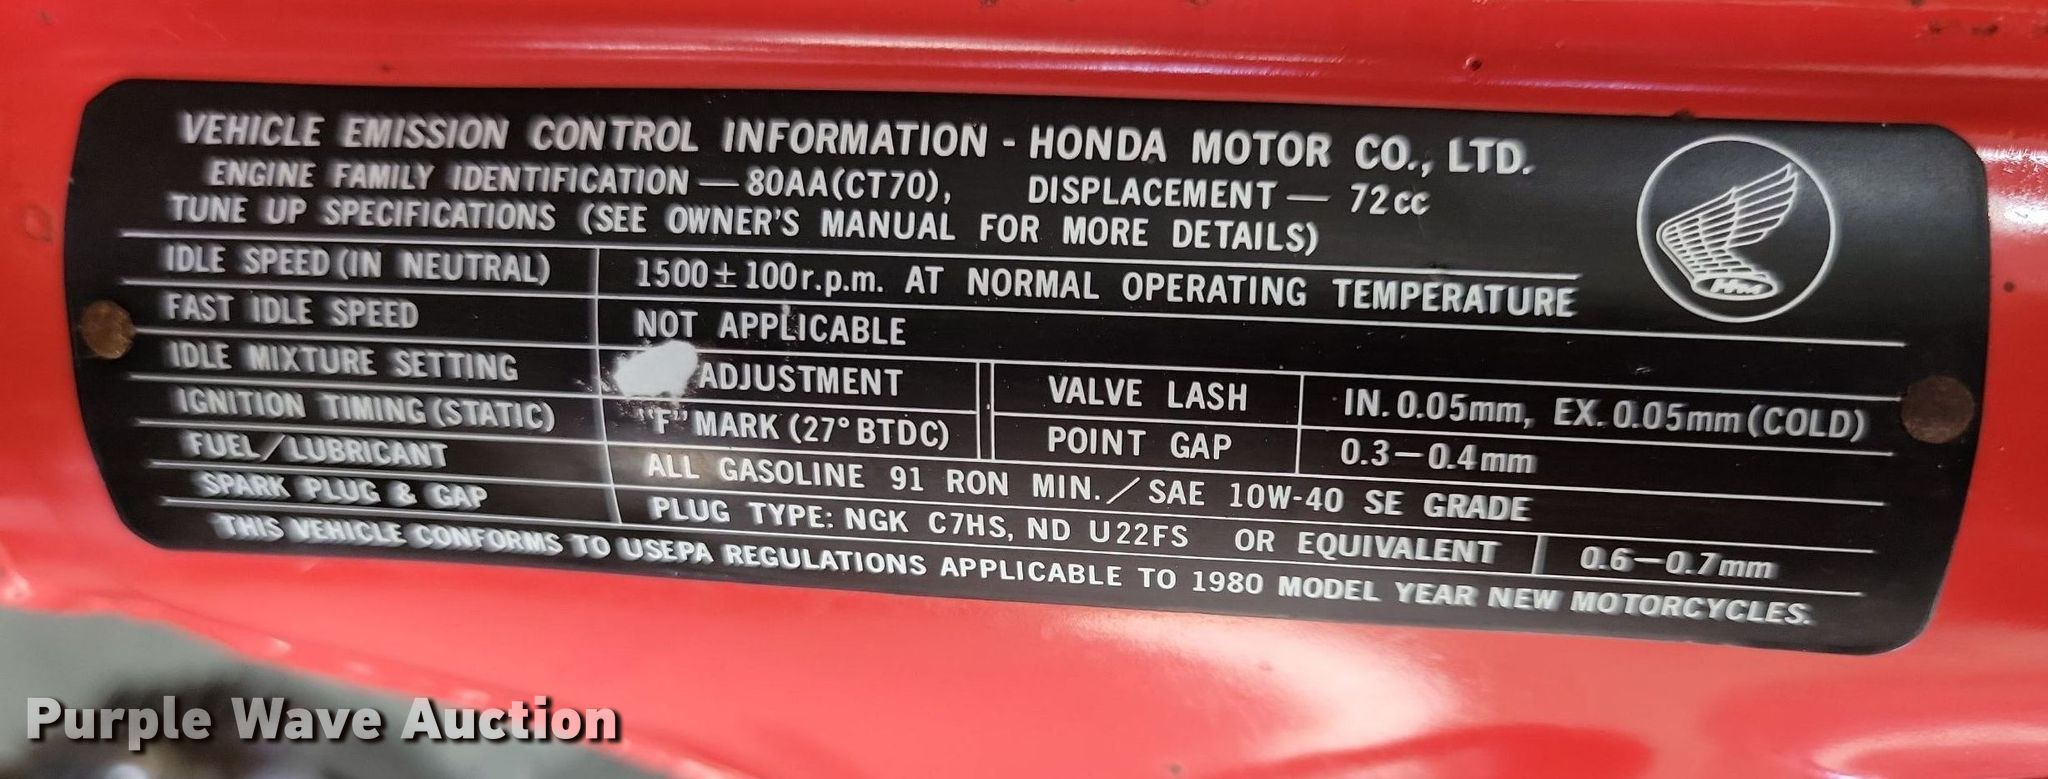 VEHICLE EMISSION CONTROL INFORMATION - HONDA MOTOR CO., LTD.
ENGINE FAMILY IDENTIFICATION — 80AA(CT70), DISPLACEMENT — 72cc
TUNE UP SPECIFICATIONS (SEE OWNER'S MANUAL FOR MORE DETAILS)
IDLE SPEED (IN NEUTRAL) 1500±100r.p.m. AT NORMAL OPERATING TEMPERATURE
FAST IDLE SPEED NOT APPLICABLE
IDLE MIXTURE SETTING ADJUSTMENT VALVE LASH IN. 0.05mm, EX. 0.05mm (COLD)
IGNITION TIMING (STATIC) "F" MARK (27° BTDC) POINT GAP 0.3—0.4mm
FUEL/LUBRICANT ALL GASOLINE 91 RON MIN./SAE 10W-40 SE GRADE
SPARK PLUG & GAP PLUG TYPE: NGK C7HS, ND U22FS OR EQUIVALENT 0.6—0.7mm
THIS VEHICLE CONFORMS TO USEPA REGULATIONS APPLICABLE TO 1980 MODEL YEAR NEW MOTORCYCLES.
HM
Purple Wave Auction